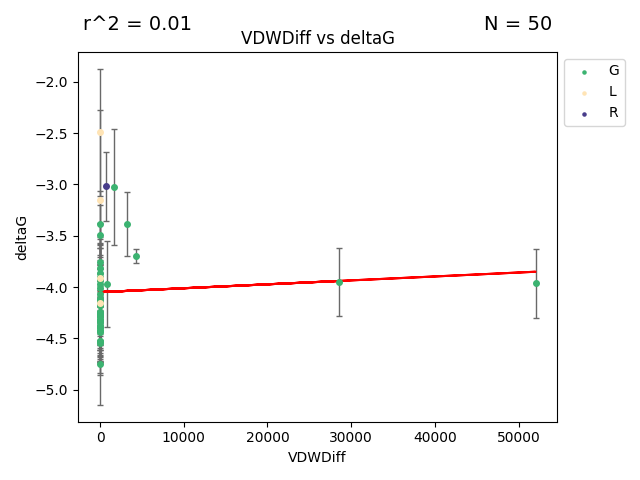 r^2 = 0.01
N = 50
VDWDiff vs deltaG
G
L
R
−2.0
−2.5
−3.0
−3.5
−4.0
−4.5
−5.0
deltaG
0
10000
20000
30000
40000
50000
VDWDiff